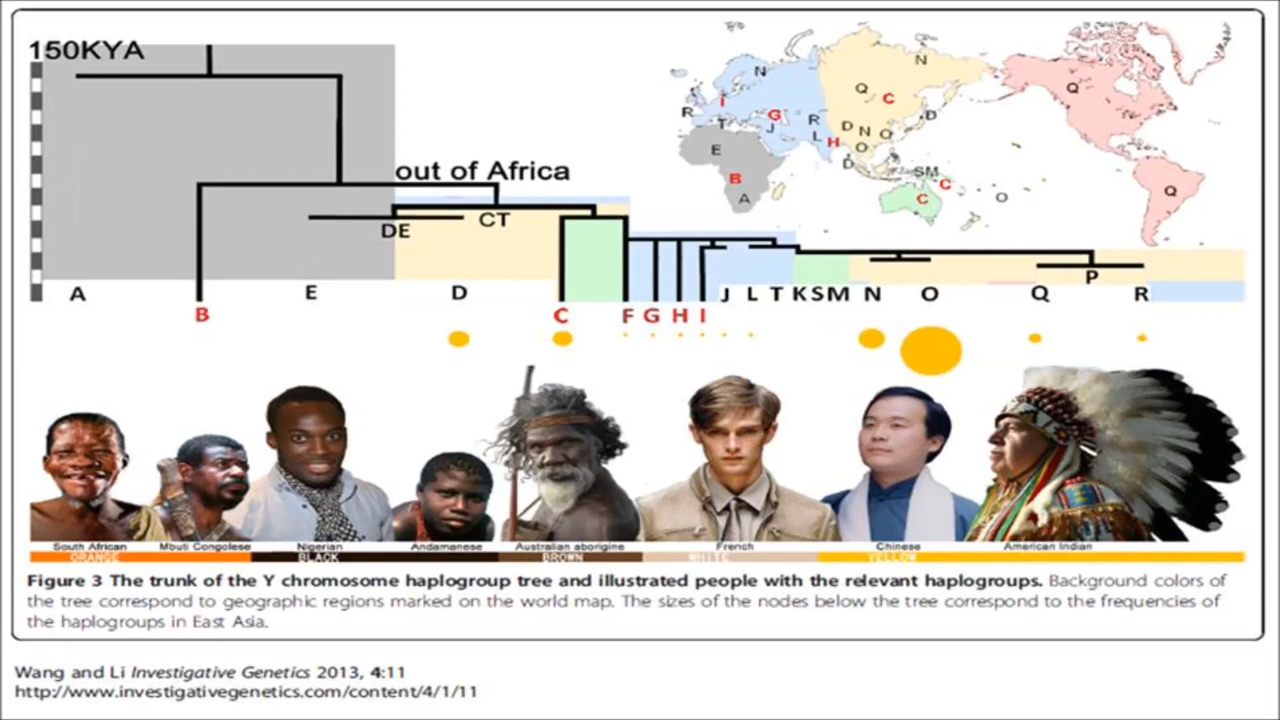 150KYA
out of Africa
DE
CT
P
A B E D C F G H I J L T K S M N O Q R
N
N
Q
C
Q
I
R
G
T
J
R
L
H
D
N
O
O
D
D
E
B
A
SM
C
C
O
Q
South African Mbuti Congolese Nigerian Andamanese Australian aborigine French Chinese American Indian
ORANGE BLACK BROWN WHITE YELLOW
Figure 3 The trunk of the Y chromosome haplogroup tree and illustrated people with the relevant haplogroups. Background colors of
the tree correspond to geographic regions marked on the world map. The sizes of the nodes below the tree correspond to the frequencies of
the haplogroups in East Asia.
Wang and Li Investigative Genetics 2013, 4:11
http://www.investigativegenetics.com/content/4/1/11